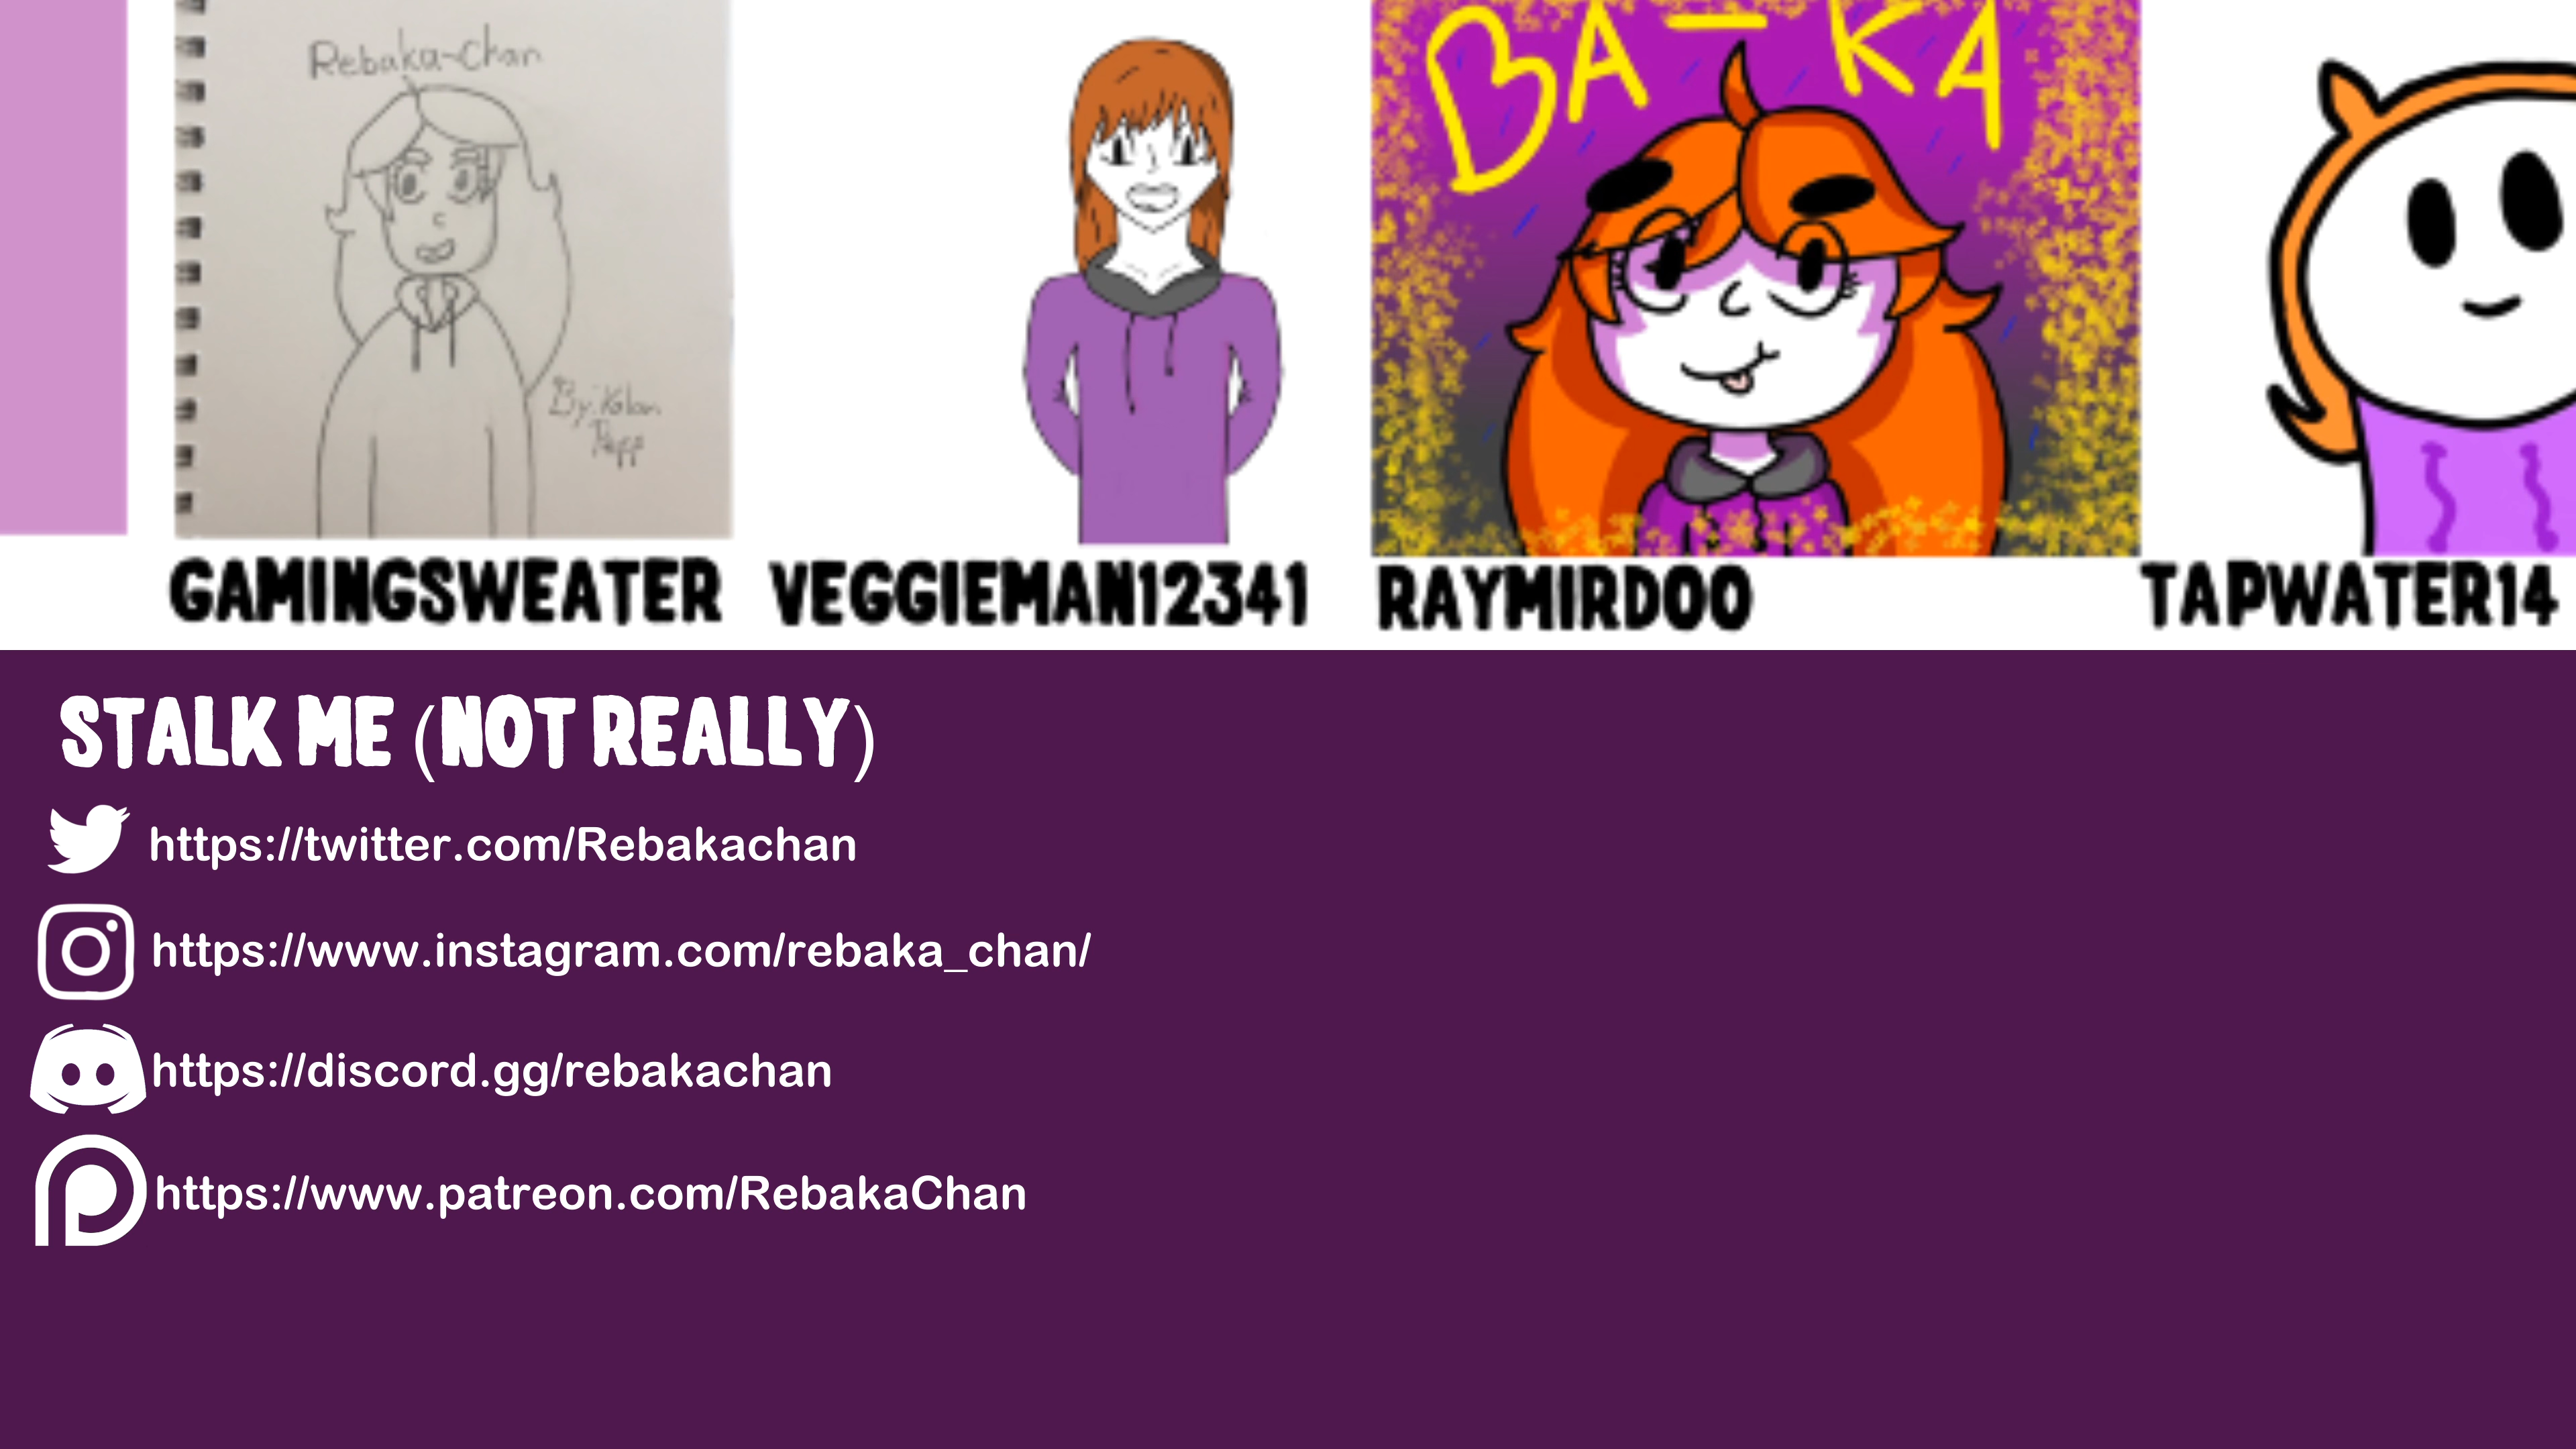 Rebaka-Chan
BA-KA
By:
GAMINGSWEATER
VEGGIEMAN12341
RAYMIRDOO
TAPWATER14
STALK ME (NOT REALLY)
https://twitter.com/Rebakachan
https://www.instagram.com/rebaka_chan/
https://discord.gg/rebakachan
https://www.patreon.com/RebakaChan